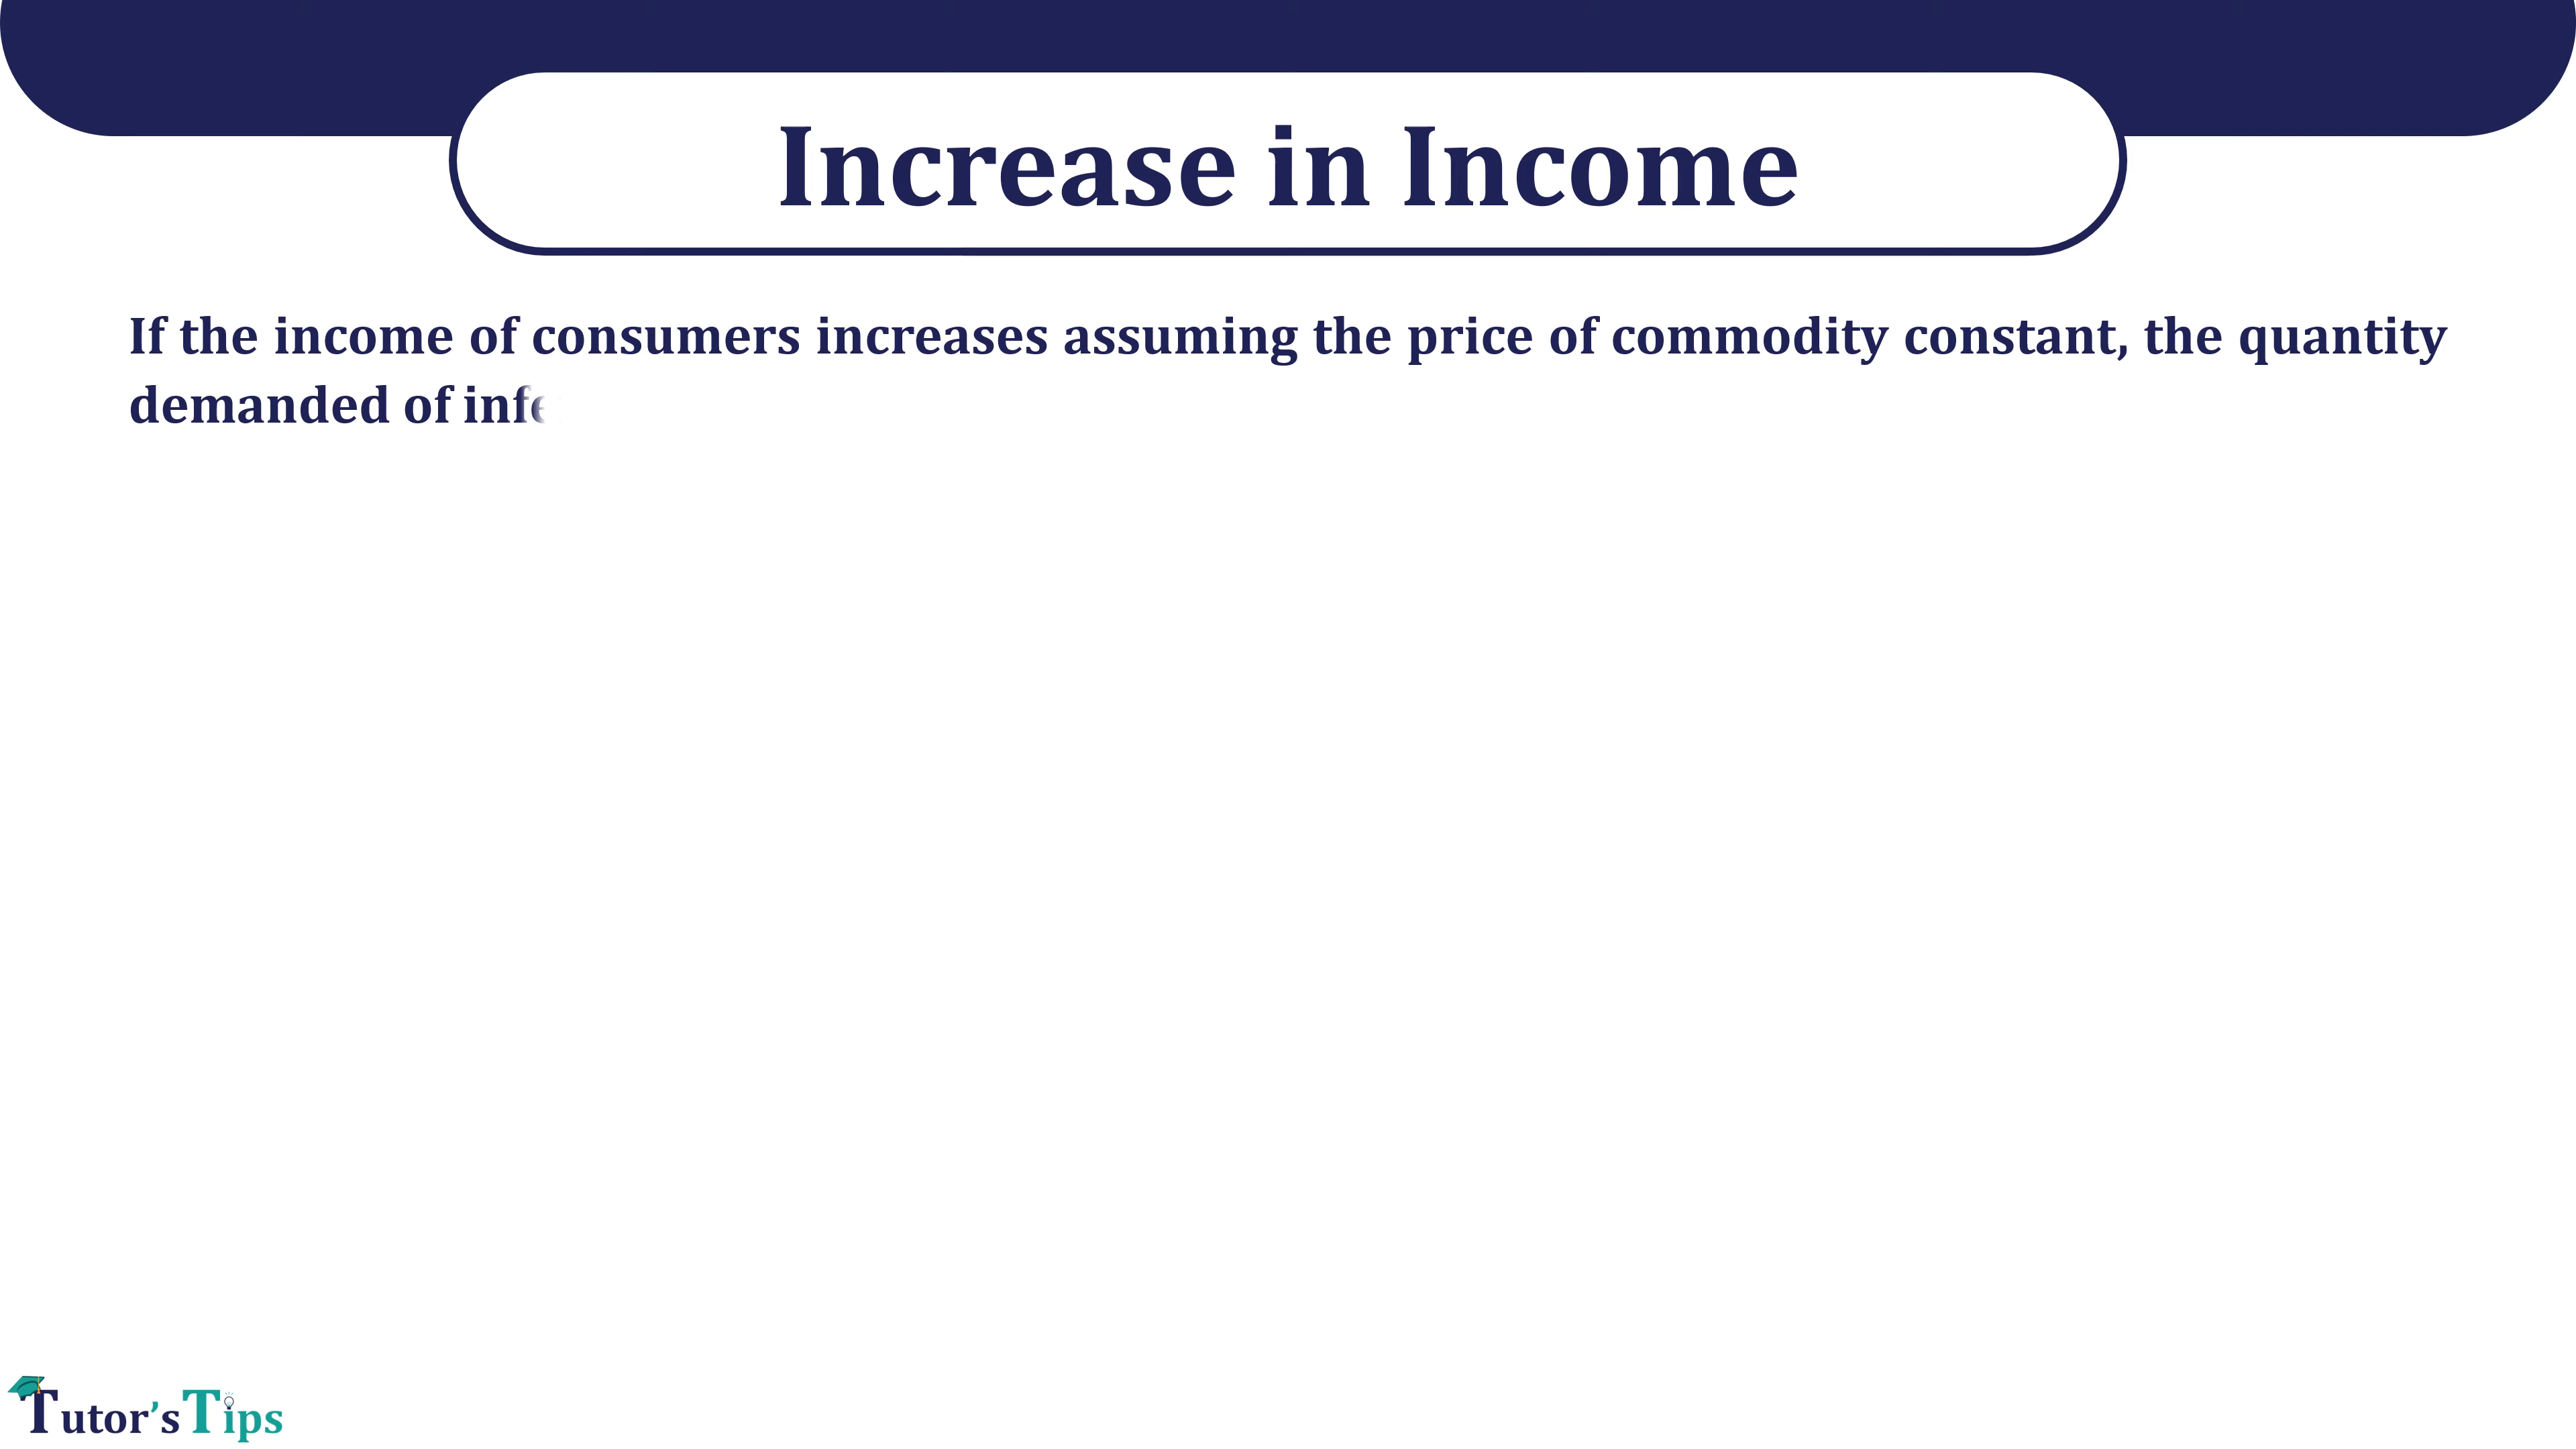 Increase in Income
If the income of consumers increases assuming the price of commodity constant, the quantity
demanded of
Tutor's Tips